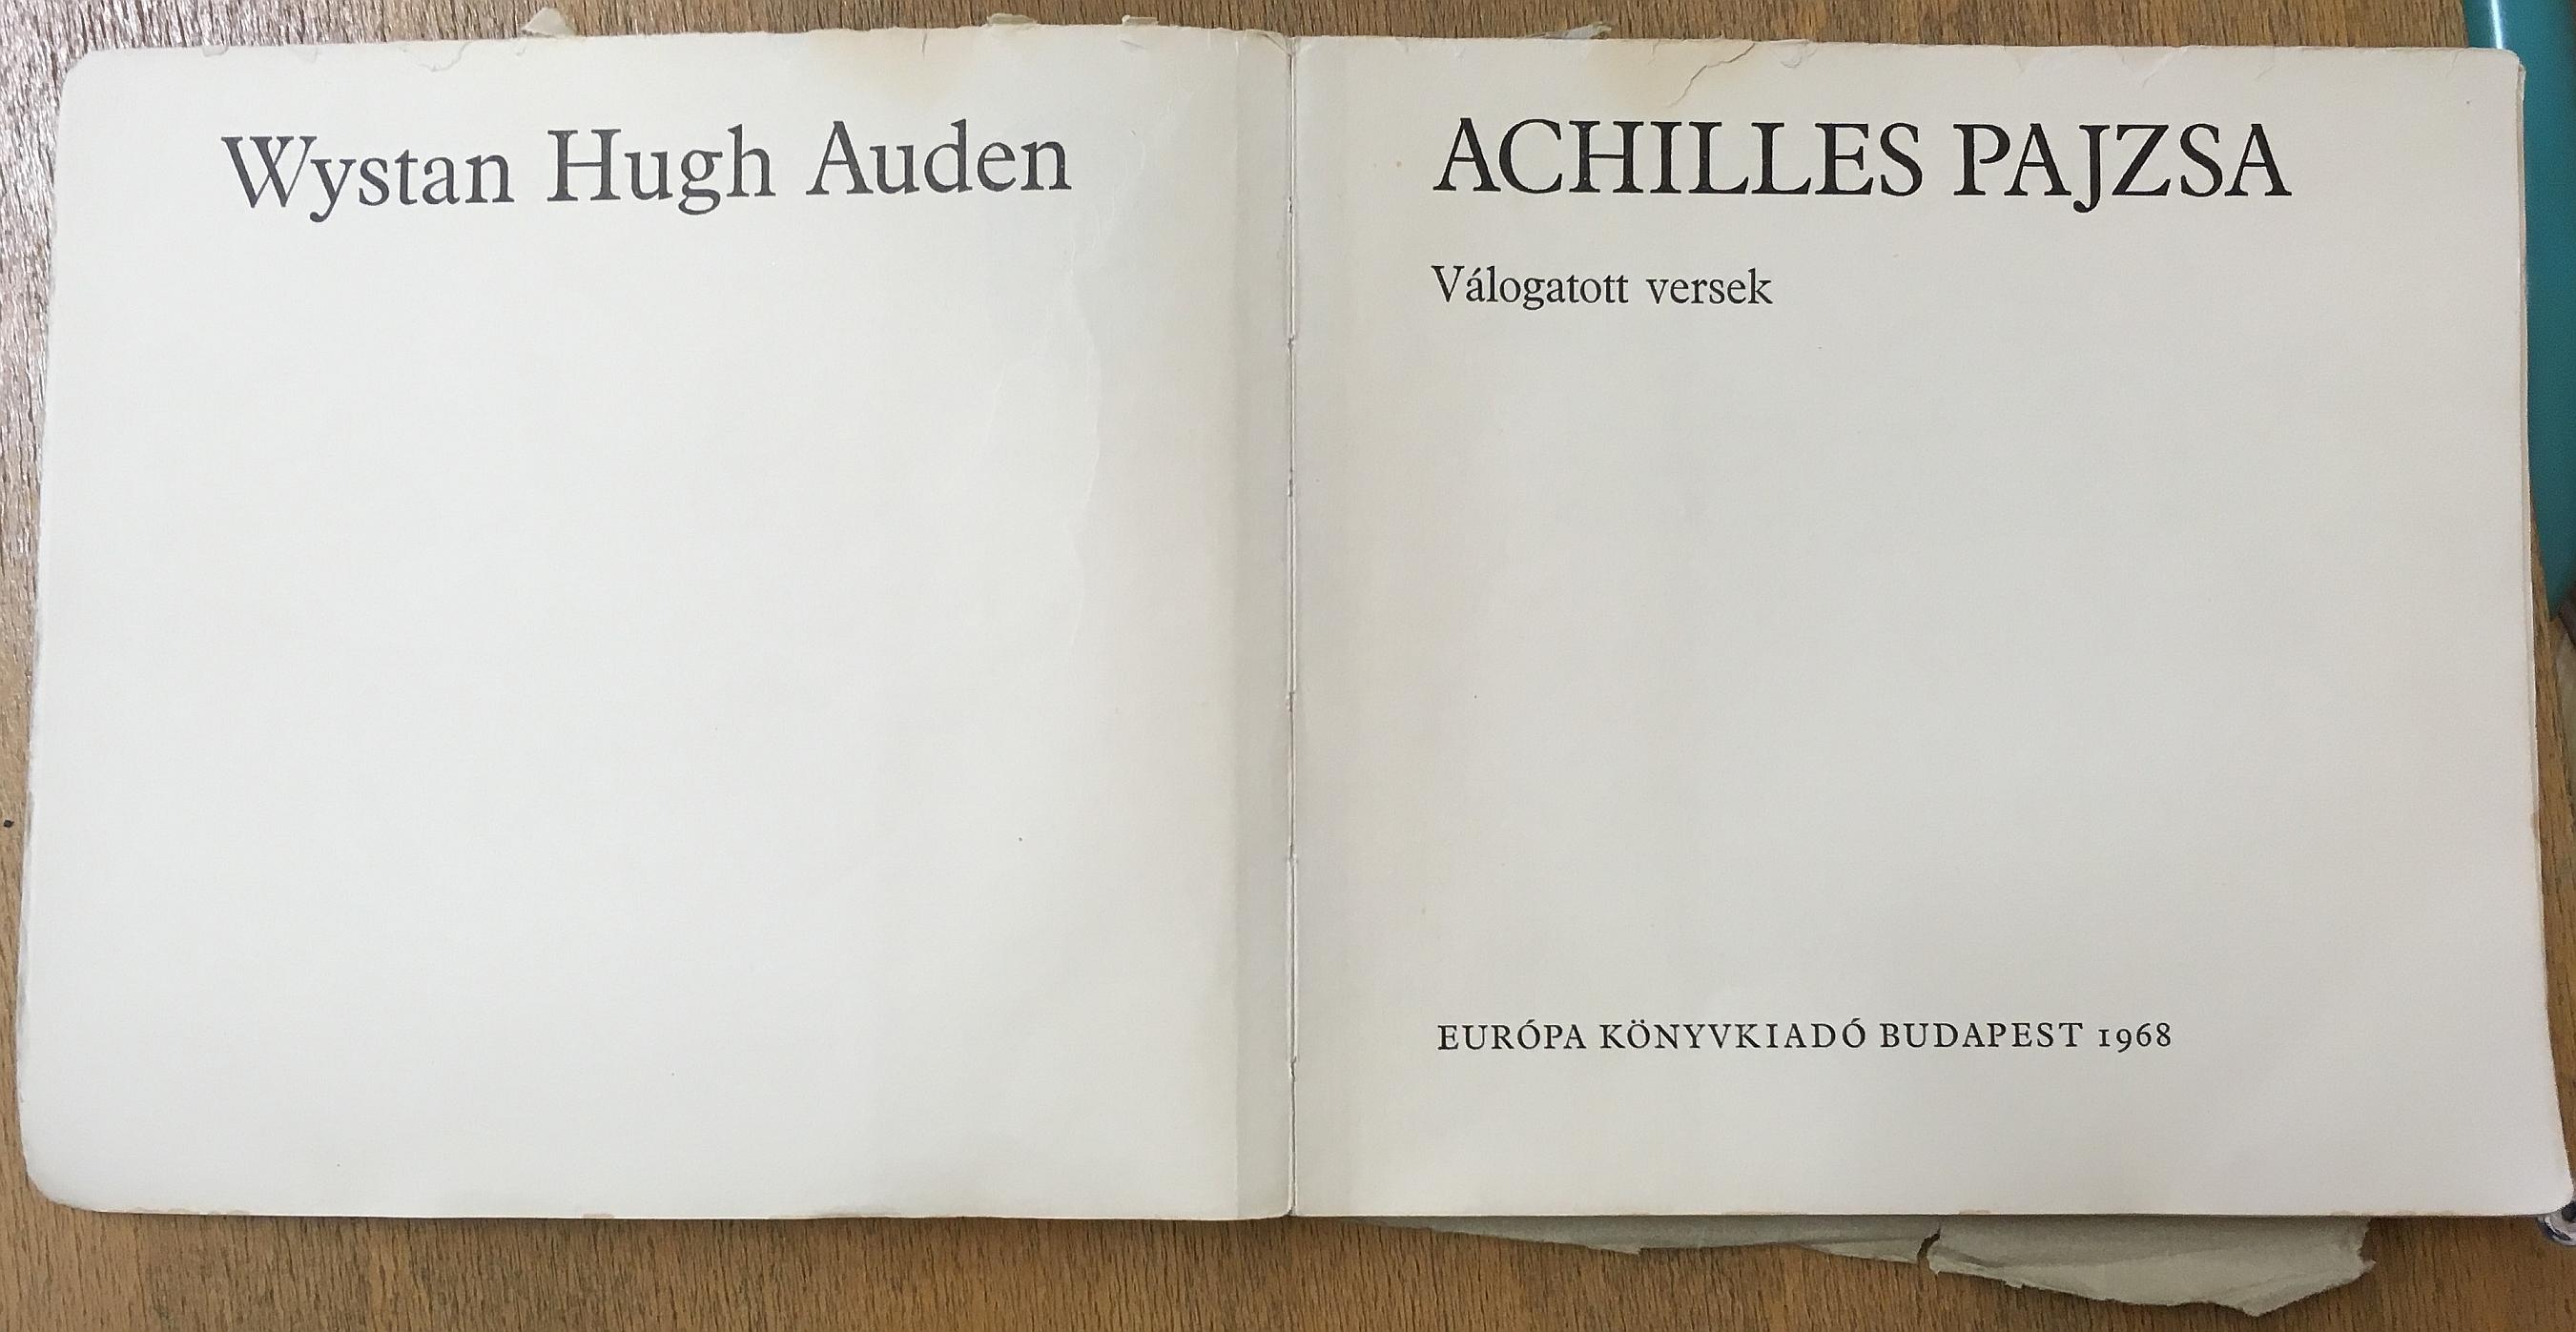 Wystan Hugh Auden
ACHILLES PAJZSA
Válogatott versek
EURÓPA KÖNYVKIADÓ BUDAPEST 1968